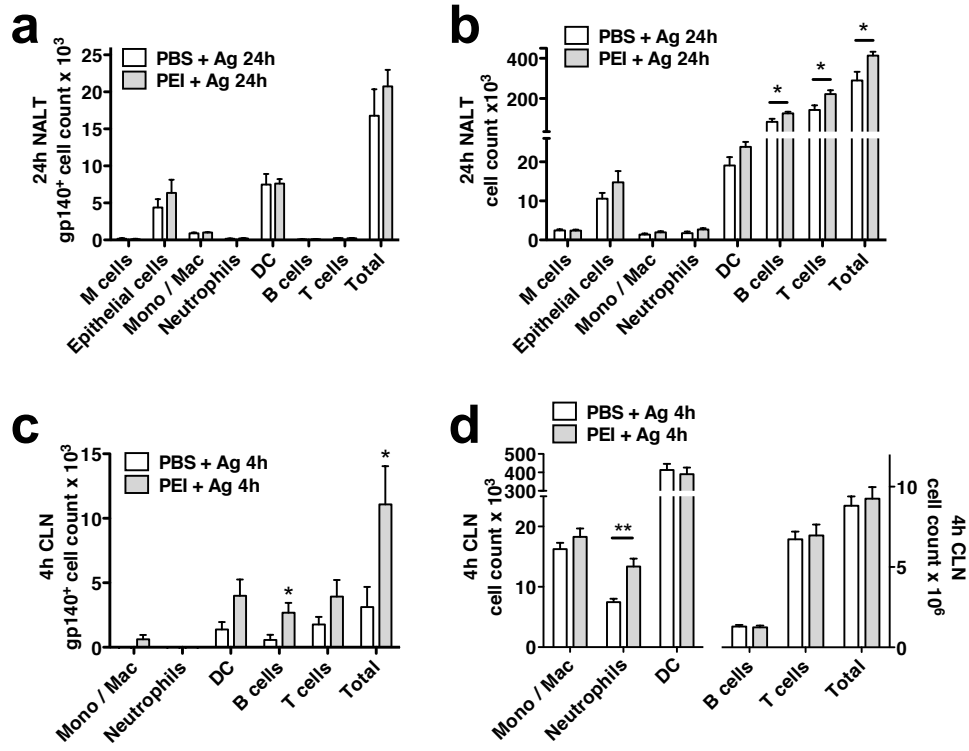 a
24h NALT
gp140⁺ cell count x 10³
25
20
15
10
5
0
PBS + Ag 24h
PEI + Ag 24h
M cells
Epithelial cells
Mono / Mac
Neutrophils
DC
B cells
T cells
Total
b
24h NALT
cell count x10³
400
200
20
10
0
PBS + Ag 24h
PEI + Ag 24h
*
*
*
M cells
Epithelial cells
Mono / Mac
Neutrophils
DC
B cells
T cells
Total
c
4h CLN
gp140⁺ cell count x 10³
15
10
5
0
PBS + Ag 4h
PEI + Ag 4h
*
*
Mono / Mac
Neutrophils
DC
B cells
T cells
Total
d
PBS + Ag 4h
PEI + Ag 4h
4h CLN
cell count x 10³
500
400
300
20
10
0
**
Mono / Mac
Neutrophils
DC
B cells
T cells
Total
10
5
0
4h CLN
cell count x 10⁶